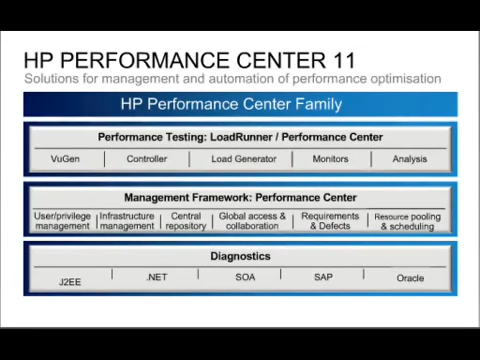 HP PERFORMANCE CENTER 11
Solutions for management and automation of performance optimisation
HP Performance Center Family
Performance Testing: LoadRunner / Performance Center
VuGen Controller Load Generator Monitors Analysis
Management Framework: Performance Center
User/privilege Infrastructure Central Global access & Requirements Resource pooling
management management repository collaboration & Defects & scheduling
Diagnostics
J2EE .NET SOA SAP Oracle